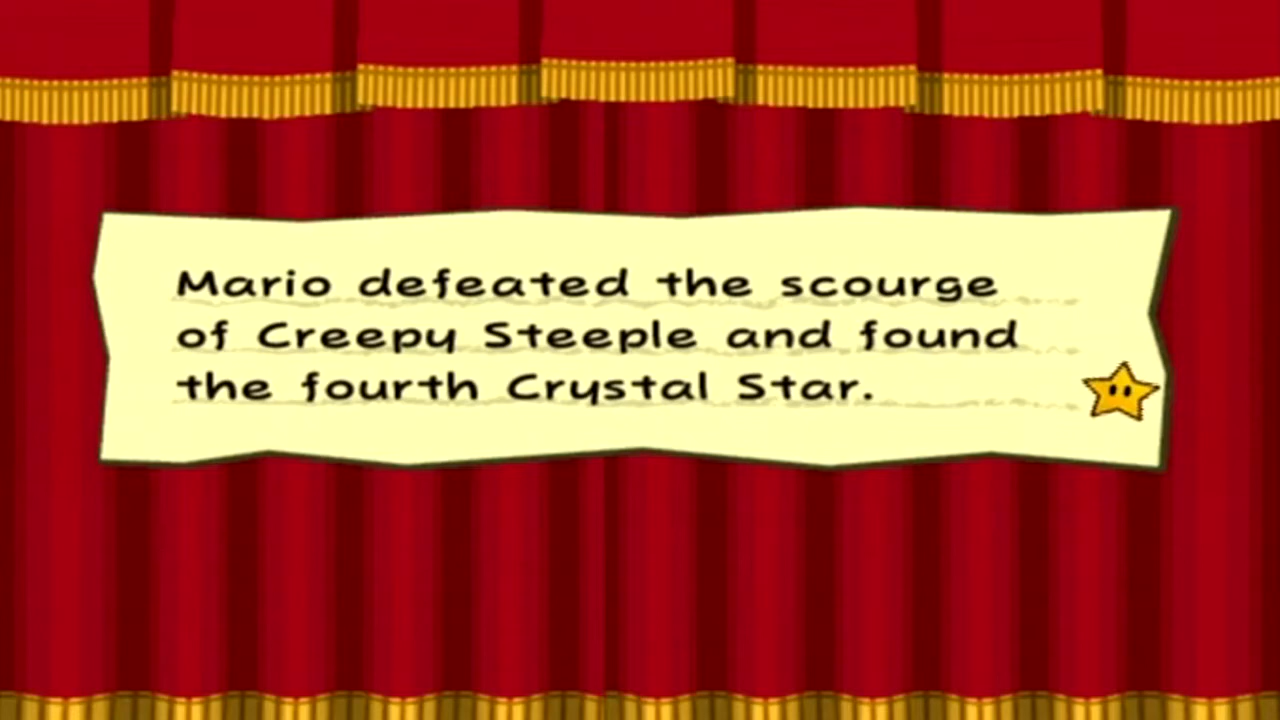 Mario defeated the scourge
of Creepy Steeple and found
the fourth Crystal Star.